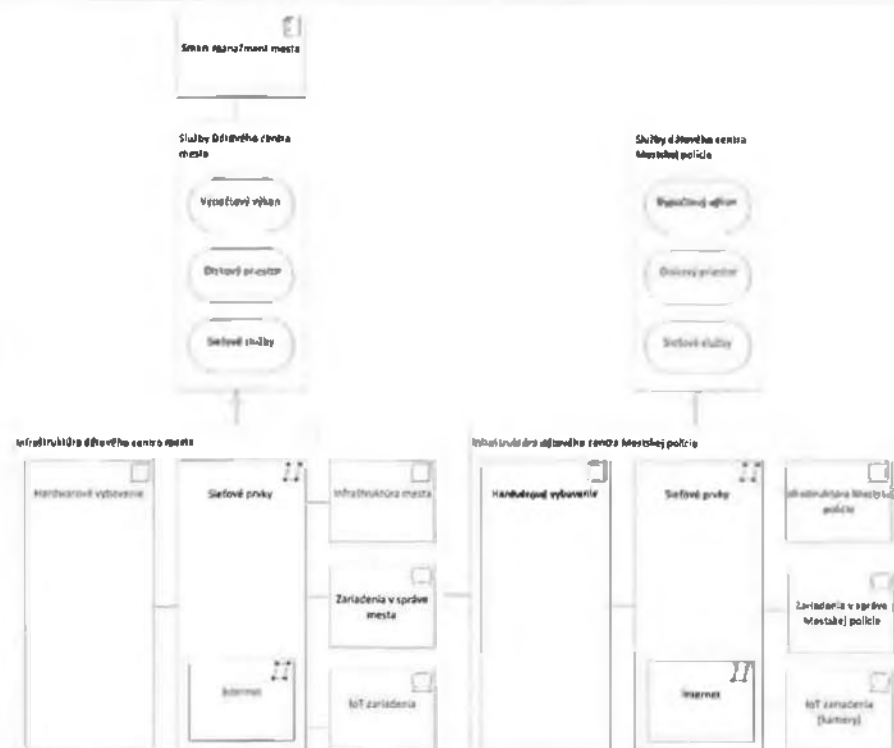 Smart manažment mesta
Služby Dátového centra
mesta
Výpočtový výkon
Diskový priestor
Sieťové služby
Služby dátového centra
Mestskej polície
Výpočtový výkon
Diskový priestor
Sieťové služby
Infraštruktúra dátového centra mesta
Hardwarové vybavenie
Sieťové prvky
Internet
Infraštruktúra mesta
Zariadenia v správe
mesta
IoT zariadenia
Infraštruktúra dátového centra Mestskej polície
Hardvérové vybavenie
Sieťové prvky
Internet
Infraštruktúra Mestskej
polície
Zariadenia v správe
Mestskej polície
IoT zariadenia
(kamery)